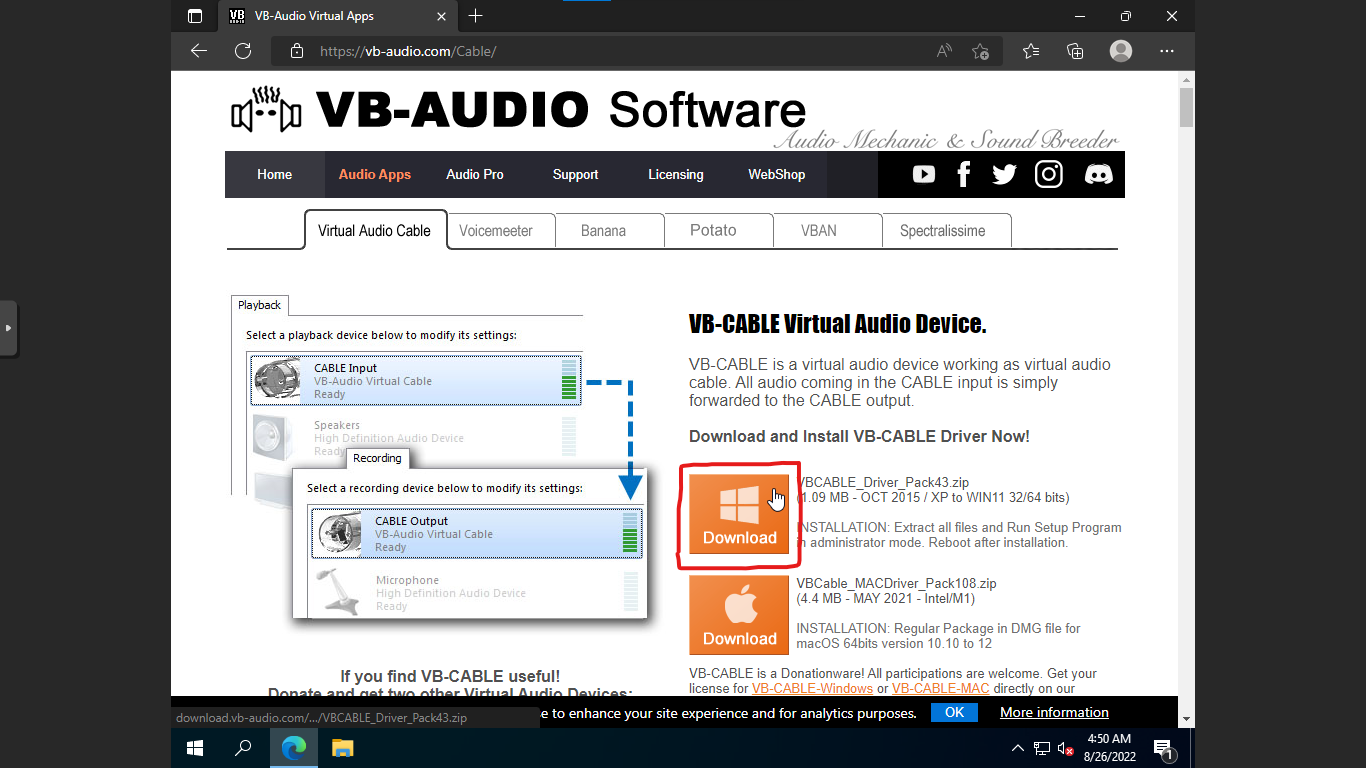 VB-Audio Virtual Apps
https://vb-audio.com/Cable/
VB-AUDIO Software
Audio Mechanic & Sound Breeder
Home Audio Apps Audio Pro Support Licensing WebShop
Virtual Audio Cable Voicemeeter Banana Potato VBAN Spectralissime
Playback
Select a playback device below to modify its settings:
CABLE Input
VB-Audio Virtual Cable
Ready
Speakers
High Definition Audio Device
Ready
Recording
Select a recording device below to modify its settings:
CABLE Output
VB-Audio Virtual Cable
Ready
Microphone
High Definition Audio Device
Ready
If you find VB-CABLE useful!
Donate and get two other Virtual Audio Devices:
VB-CABLE Virtual Audio Device.
VB-CABLE is a virtual audio device working as virtual audio
cable. All audio coming in the CABLE input is simply
forwarded to the CABLE output.
Download and Install VB-CABLE Driver Now!
Download
VBCABLE_Driver_Pack43.zip
(1.09 MB - OCT 2015 / XP to WIN11 32/64 bits)
INSTALLATION: Extract all files and Run Setup Program
in administrator mode. Reboot after installation.
Download
VBCable_MACDriver_Pack108.zip
(4.4 MB - MAY 2021 - Intel/M1)
INSTALLATION: Regular Package in DMG file for
macOS 64bits version 10.10 to 12
VB-CABLE is a Donationware! All participations are welcome. Get your
license for VB-CABLE-Windows or VB-CABLE-MAC directly on our
e to enhance your site experience and for analytics purposes. OK More information
download.vb-audio.com/.../VBCABLE_Driver_Pack43.zip
4:50 AM
8/26/2022
1